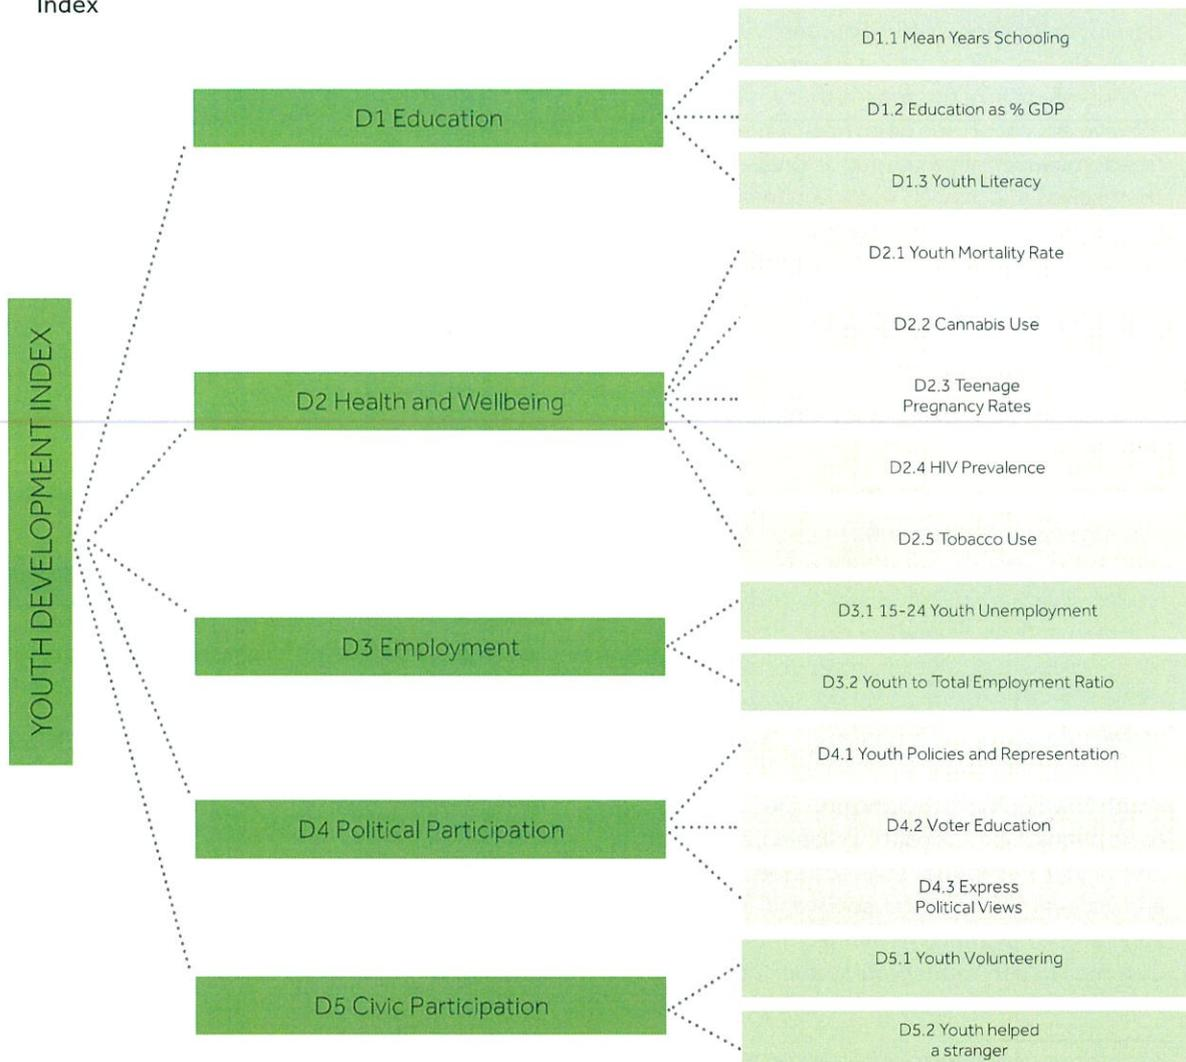 Index
YOUTH DEVELOPMENT INDEX
D1 Education
D1.1 Mean Years Schooling
D1.2 Education as % GDP
D1.3 Youth Literacy
D2 Health and Wellbeing
D2.1 Youth Mortality Rate
D2.2 Cannabis Use
D2.3 Teenage
Pregnancy Rates
D2.4 HIV Prevalence
D2.5 Tobacco Use
D3 Employment
D3.1 15-24 Youth Unemployment
D3.2 Youth to Total Employment Ratio
D4 Political Participation
D4.1 Youth Policies and Representation
D4.2 Voter Education
D4.3 Express
Political Views
D5 Civic Participation
D5.1 Youth Volunteering
D5.2 Youth helped
a stranger